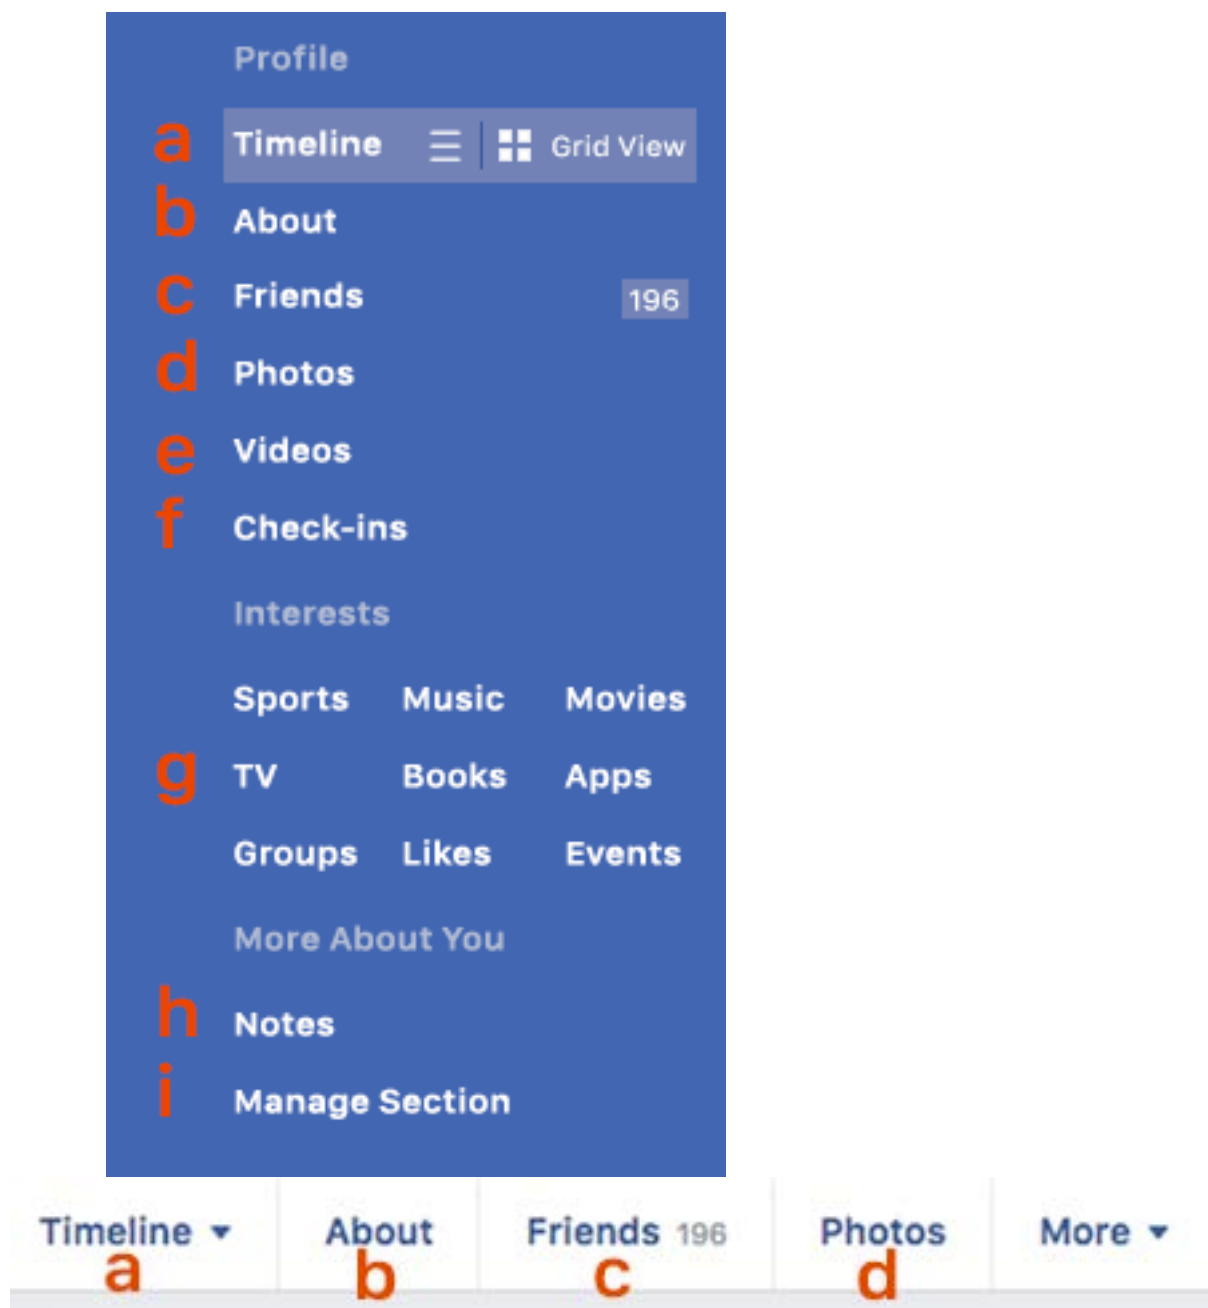 Profile
a Timeline Grid View
b About
c Friends 196
d Photos
e Videos
f Check-ins
Interests
Sports Music Movies
g TV Books Apps
Groups Likes Events
More About You
h Notes
i Manage Section
Timeline About Friends 196 Photos More
a b c d